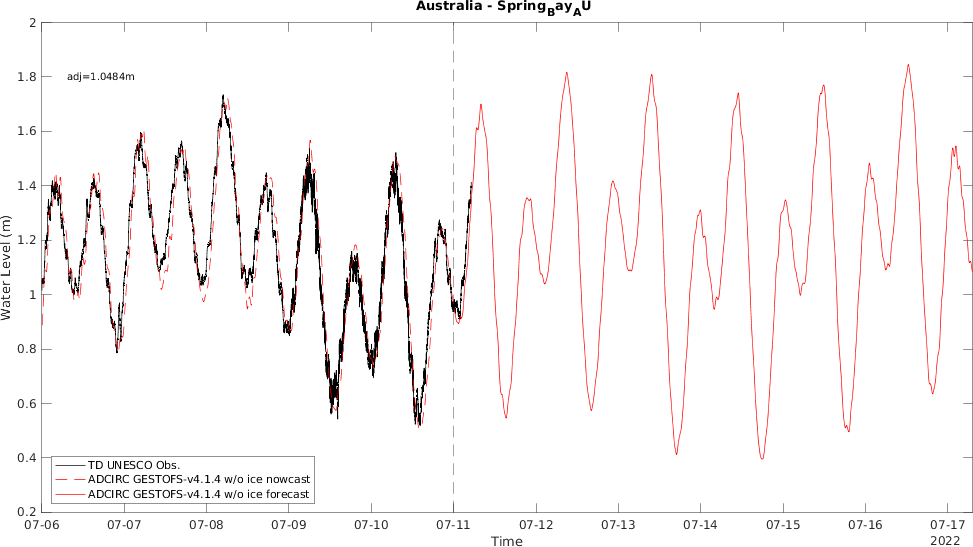 Australia - Spring_Bay_AU
adj=1.0484m
Water Level (m)
2
1.8
1.6
1.4
1.2
1
0.8
0.6
0.4
0.2
TD UNESCO Obs.
ADCIRC GESTOFS-v4.1.4 w/o ice nowcast
ADCIRC GESTOFS-v4.1.4 w/o ice forecast
07-06 07-07 07-08 07-09 07-10 07-11 07-12 07-13 07-14 07-15 07-16 07-17
Time 2022